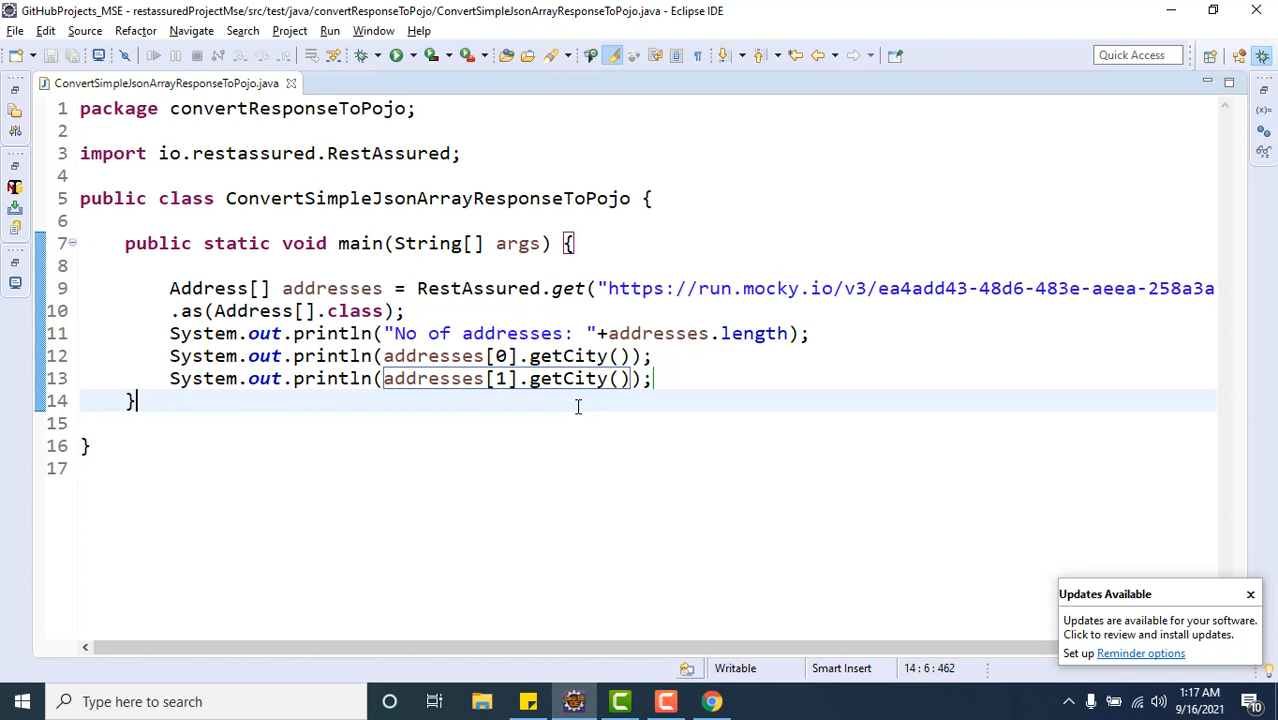 GitHubProjects_MSE - restassuredProjectMse/src/test/java/convertResponseToPojo/ConvertSimpleJsonArrayResponseToPojo.java - Eclipse IDE
File Edit Source Refactor Navigate Search Project Run Window Help
Quick Access
ConvertSimpleJsonArrayResponseToPojo.java
1 package convertResponseToPojo;
2
3 import io.restassured.RestAssured;
4
5 public class ConvertSimpleJsonArrayResponseToPojo {
6
7 public static void main(String[] args) {
8
9 Address[] addresses = RestAssured.get("https://run.mocky.io/v3/ea4add43-48d6-483e-aeea-258a3a
10 .as(Address[].class);
11 System.out.println("No of addresses: "+addresses.length);
12 System.out.println(addresses[0].getCity());
13 System.out.println(addresses[1].getCity());
14 }
15
16 }
17
Updates Available
Updates are available for your software.
Click to review and install updates.
Set up Reminder options
Writable Smart Insert 14 : 6 : 462
Type here to search
1:17 AM
9/16/2021
10